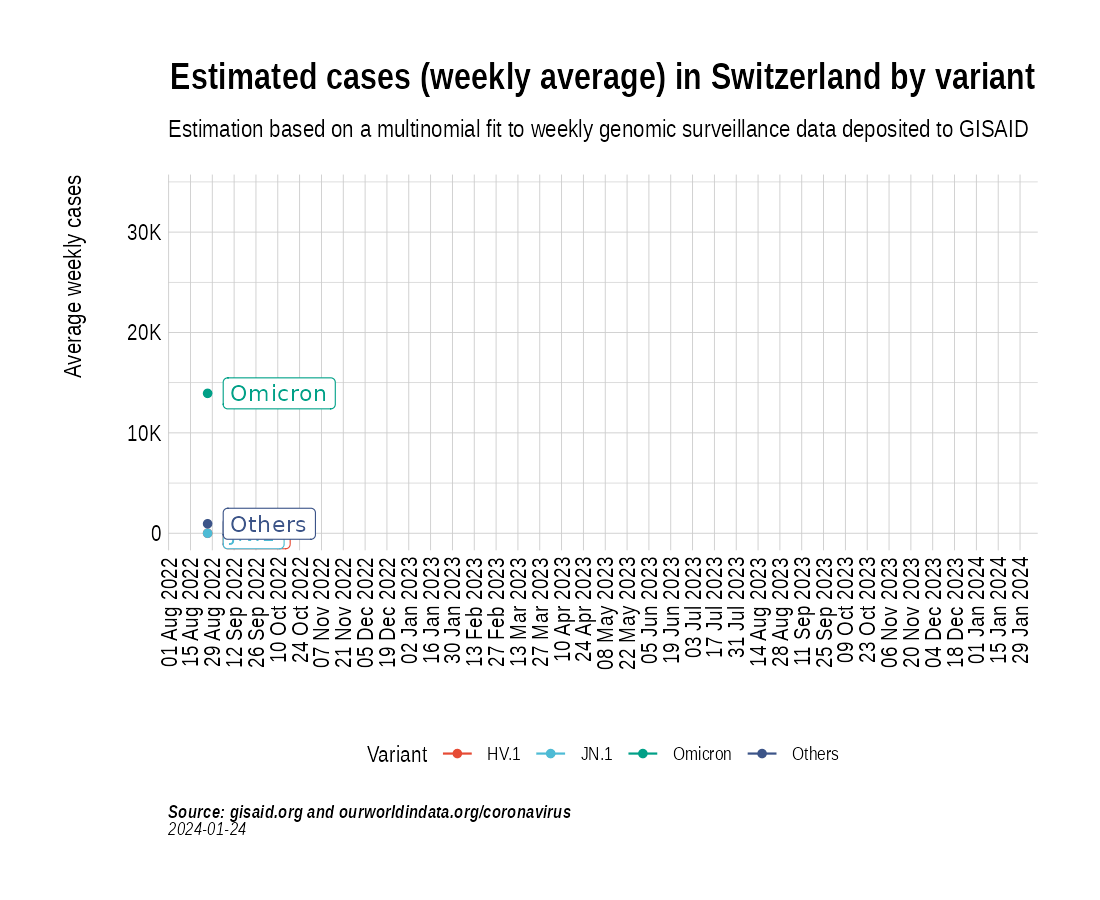 Estimated cases (weekly average) in Switzerland by variant
Estimation based on a multinomial fit to weekly genomic surveillance data deposited to GISAID
Average weekly cases
30K
20K
10K
0
Omicron
Others
01 Aug 2022
15 Aug 2022
29 Aug 2022
12 Sep 2022
26 Sep 2022
10 Oct 2022
24 Oct 2022
07 Nov 2022
21 Nov 2022
05 Dec 2022
19 Dec 2022
02 Jan 2023
16 Jan 2023
30 Jan 2023
13 Feb 2023
27 Feb 2023
13 Mar 2023
27 Mar 2023
10 Apr 2023
24 Apr 2023
08 May 2023
22 May 2023
05 Jun 2023
19 Jun 2023
03 Jul 2023
17 Jul 2023
31 Jul 2023
14 Aug 2023
28 Aug 2023
11 Sep 2023
25 Sep 2023
09 Oct 2023
23 Oct 2023
06 Nov 2023
20 Nov 2023
04 Dec 2023
18 Dec 2023
01 Jan 2024
15 Jan 2024
29 Jan 2024
Variant HV.1 JN.1 Omicron Others
Source: gisaid.org and ourworldindata.org/coronavirus
2024-01-24